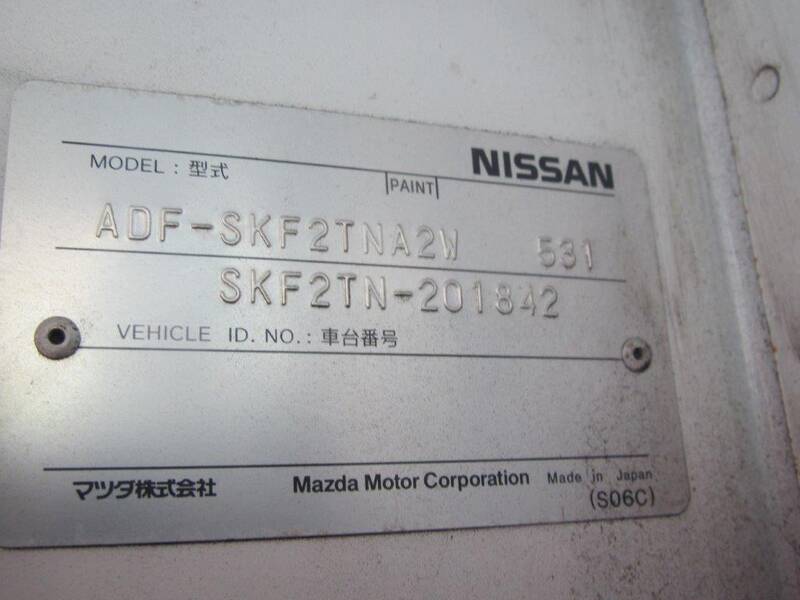 NISSAN
MODEL : 型式
PAINT
ADF-SKF2TNA2W 531
SKF2TN-201842
VEHICLE ID. NO. : 車台番号
マツダ株式会社 Mazda Motor Corporation Made in Japan
(S06C)